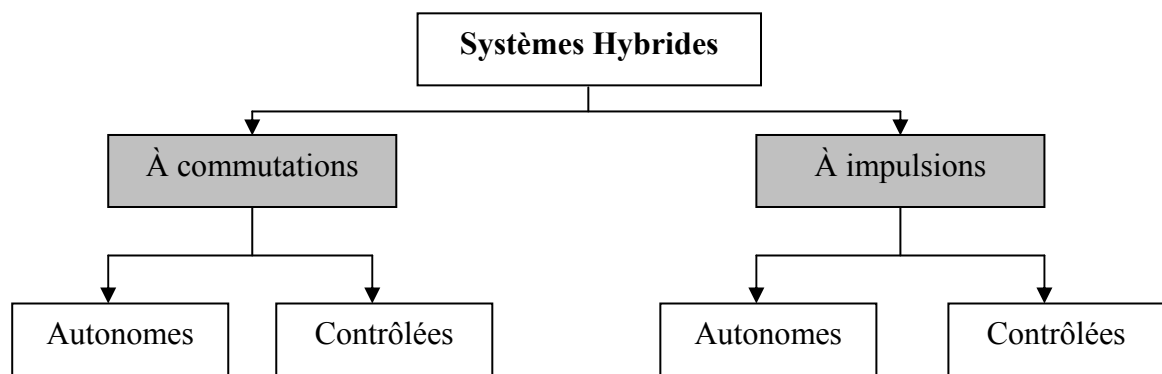 Systèmes Hybrides
À commutations
À impulsions
Autonomes
Contrôlées
Autonomes
Contrôlées